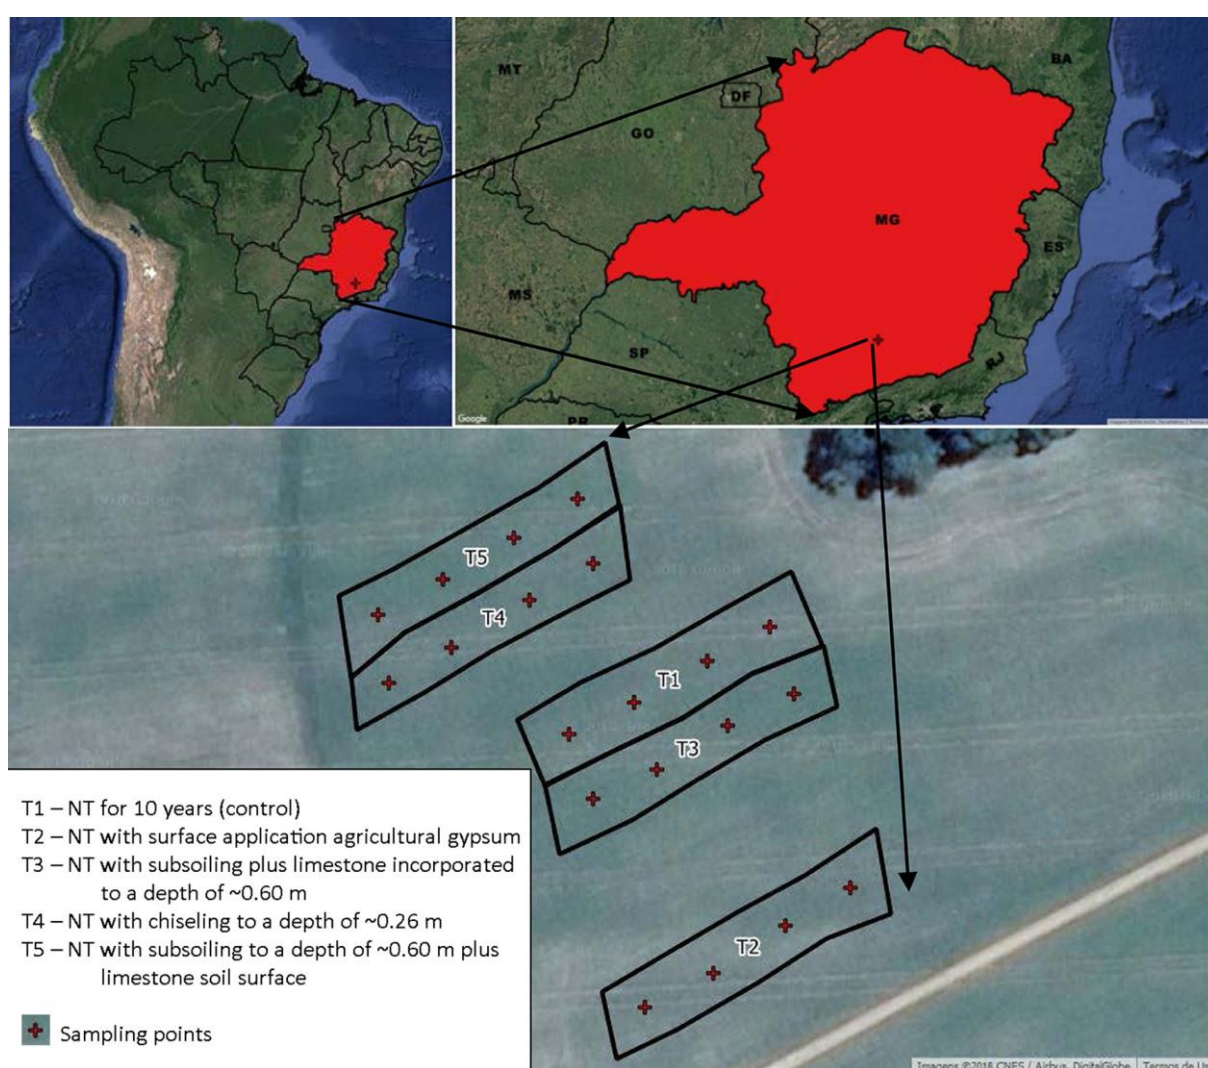 MT
BA
DF
GO
MG
ES
MS
SP
RJ
PR
Google
T5
T4
T1
T3
T2
T1 – NT for 10 years (control)
T2 – NT with surface application agricultural gypsum
T3 – NT with subsoiling plus limestone incorporated
to a depth of ~0.60 m
T4 – NT with chiseling to a depth of ~0.26 m
T5 – NT with subsoiling to a depth of ~0.60 m plus
limestone soil surface
Sampling points
Imagens ©2018 CNES / Airbus, DigitalGlobe
Termos de Us